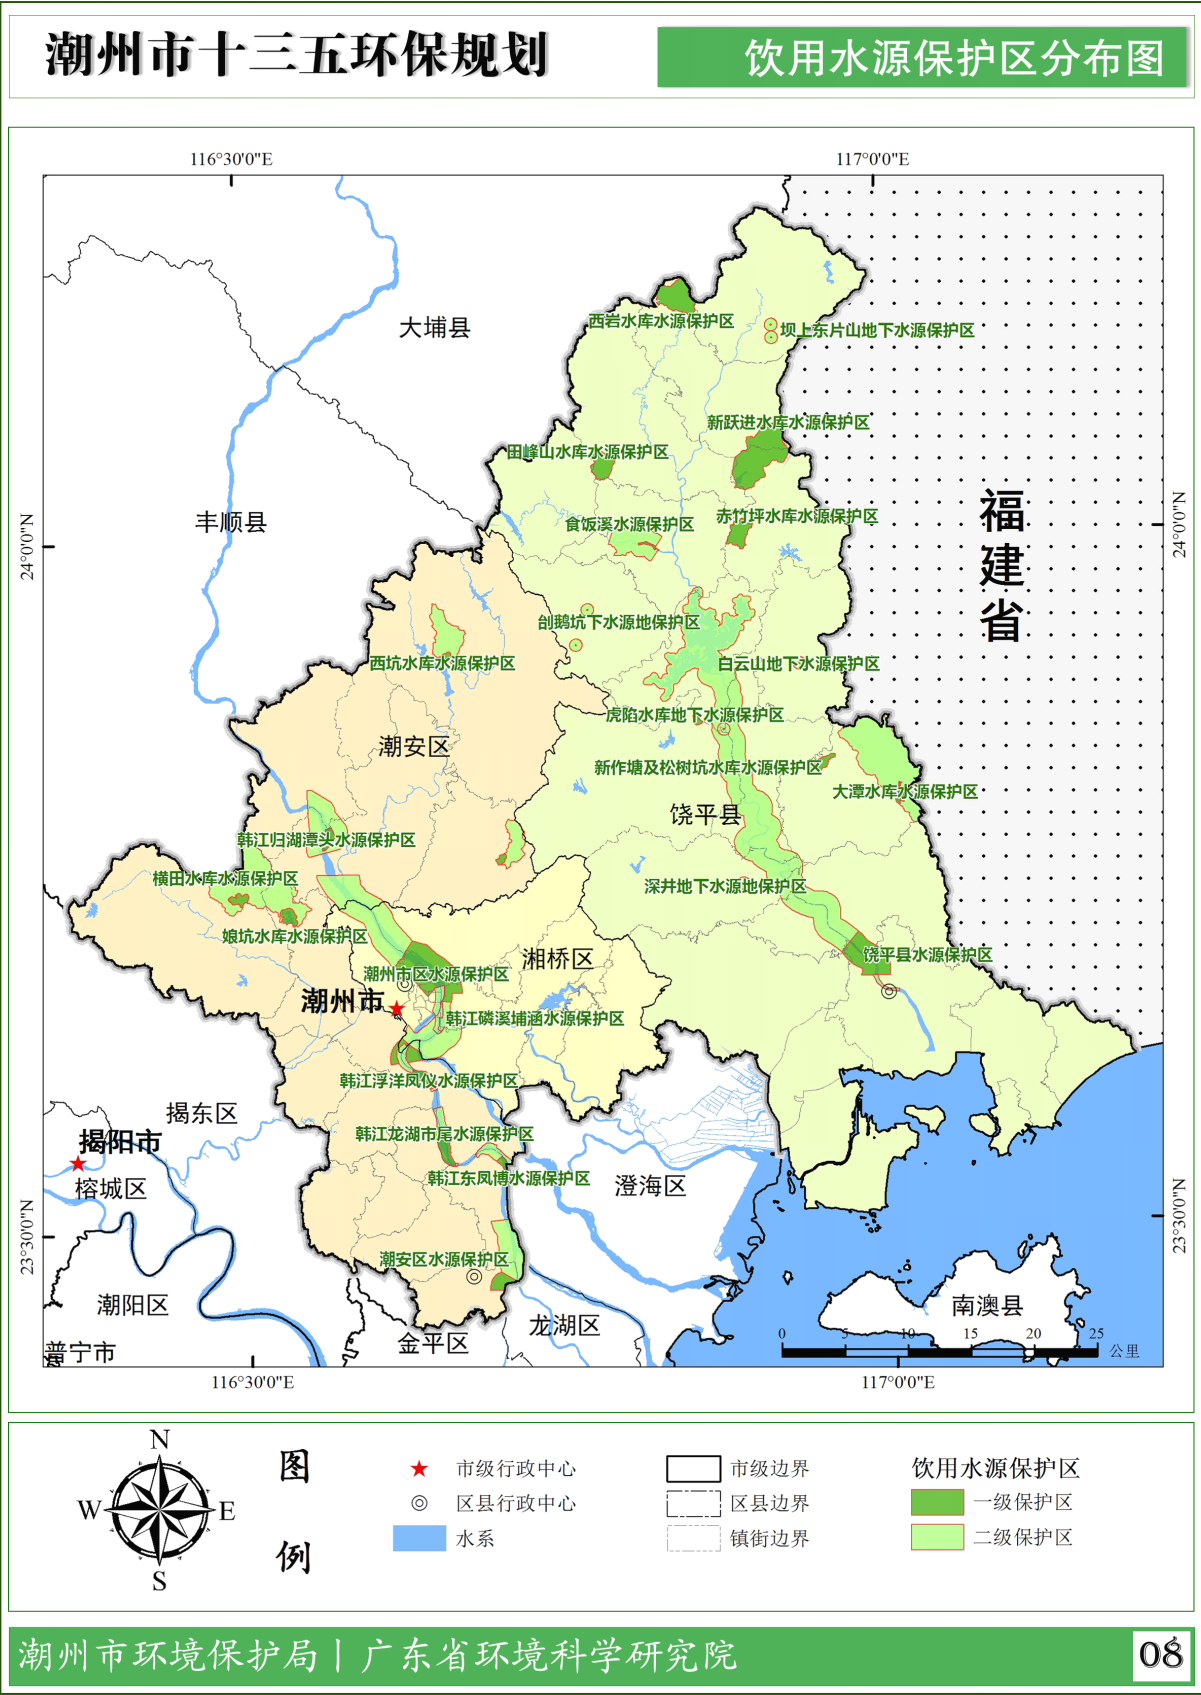 潮州市十三五环保规划
饮用水源保护区分布图
116°30'0"E
117°0'0"E
大埔县
西岩水库水源保护区
坝上东片山地下水源保护区
新跃进水库水源保护区
田峰山水库水源保护区
丰顺县
食饭溪水源保护区
赤竹坪水库水源保护区
福建省
24°0'0"N
24°0'0"N
刣鹅坑下水源地保护区
西坑水库水源保护区
白云山地下水源保护区
虎陷水库地下水源保护区
潮安区
新作塘及松树坑水库水源保护区
大潭水库水源保护区
饶平县
韩江归湖潭头水源保护区
横田水库水源保护区
深井地下水源地保护区
娘坑水库水源保护区
湘桥区
饶平县水源保护区
潮州市区水源保护区
潮州市
韩江磷溪埔涵水源保护区
韩江浮洋凤仪水源保护区
揭东区
韩江龙湖市尾水源保护区
揭阳市
韩江东凤博水源保护区
榕城区
澄海区
23°30'0"N
23°30'0"N
潮安区水源保护区
潮阳区
南澳县
龙湖区
金平区
普宁市
0 5 10 15 20 25
公里
116°30'0"E
117°0'0"E
N
W E
S
图例
市级行政中心
区县行政中心
水系
市级边界
区县边界
镇街边界
饮用水源保护区
一级保护区
二级保护区
潮州市环境保护局丨广东省环境科学研究院
08